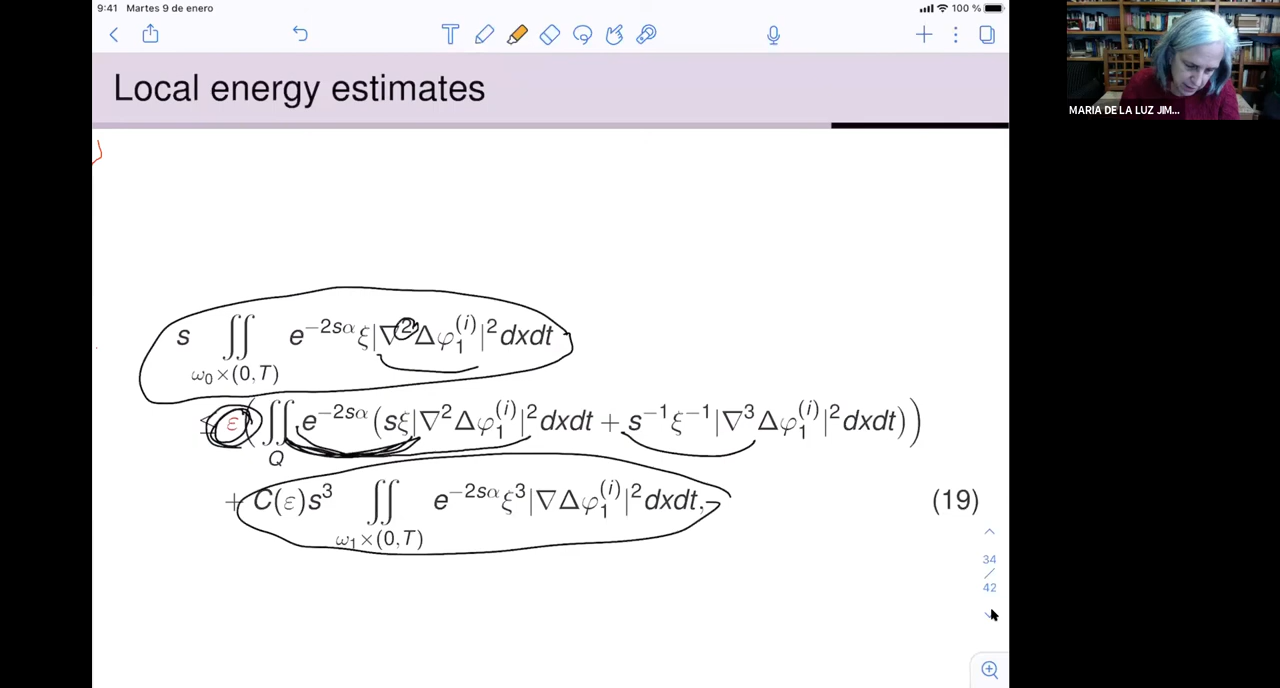 9:41 Martes 9 de enero
100 %
MARIA DE LA LUZ JIM...
Local energy estimates
s ∬_{ω₀×(0,T)} e^{−2sα} ξ|∇²Δφ₁^{(i)}|² dxdt
≤ ε(∬_Q e^{−2sα}(sξ|∇²Δφ₁^{(i)}|² dxdt + s^{−1}ξ^{−1}|∇³Δφ₁^{(i)}|² dxdt))
+ C(ε)s³ ∬_{ω₁×(0,T)} e^{−2sα} ξ³|∇Δφ₁^{(i)}|² dxdt, (19)
34
/
42